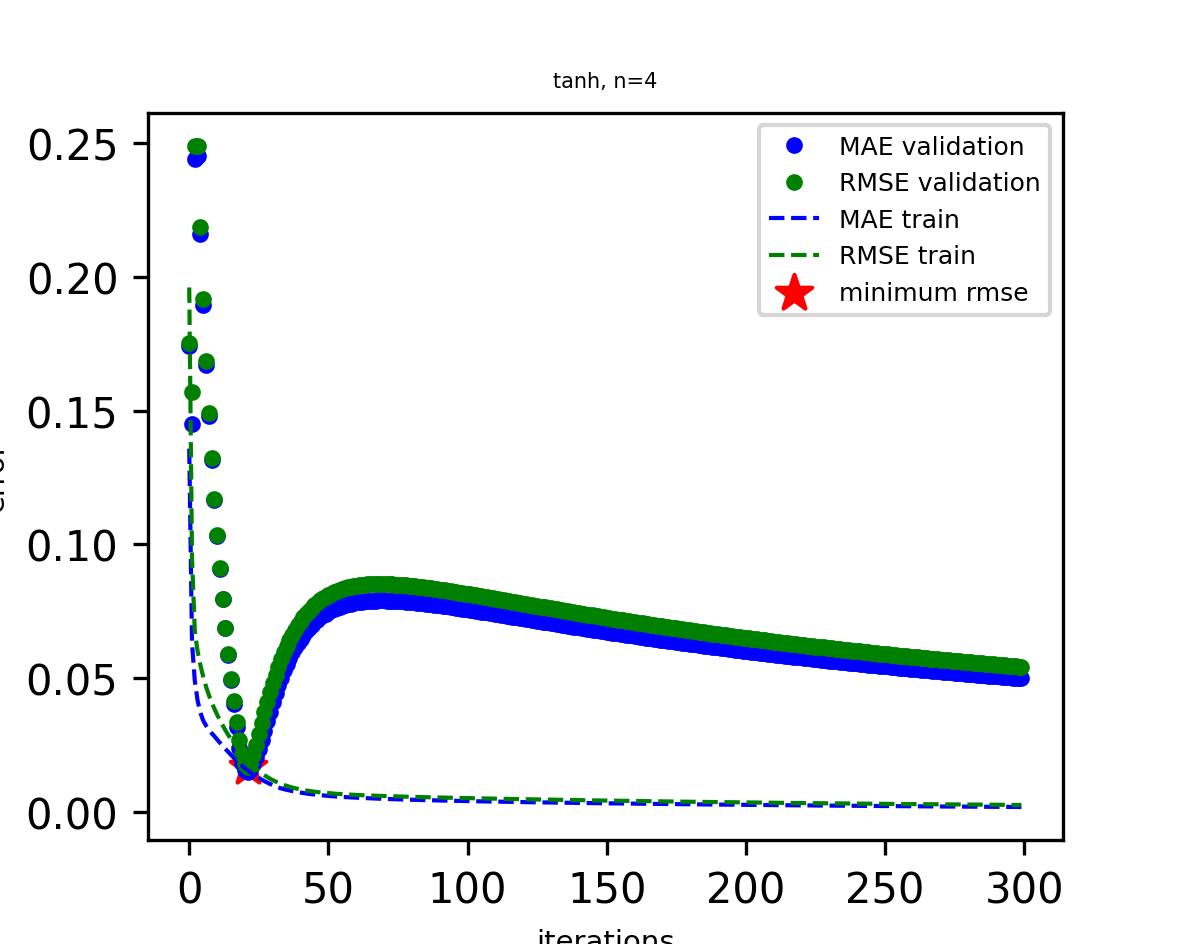 tanh, n=4
0.25
0.20
0.15
0.10
0.05
0.00
MAE validation
RMSE validation
MAE train
RMSE train
minimum rmse
0 50 100 150 200 250 300
iterations